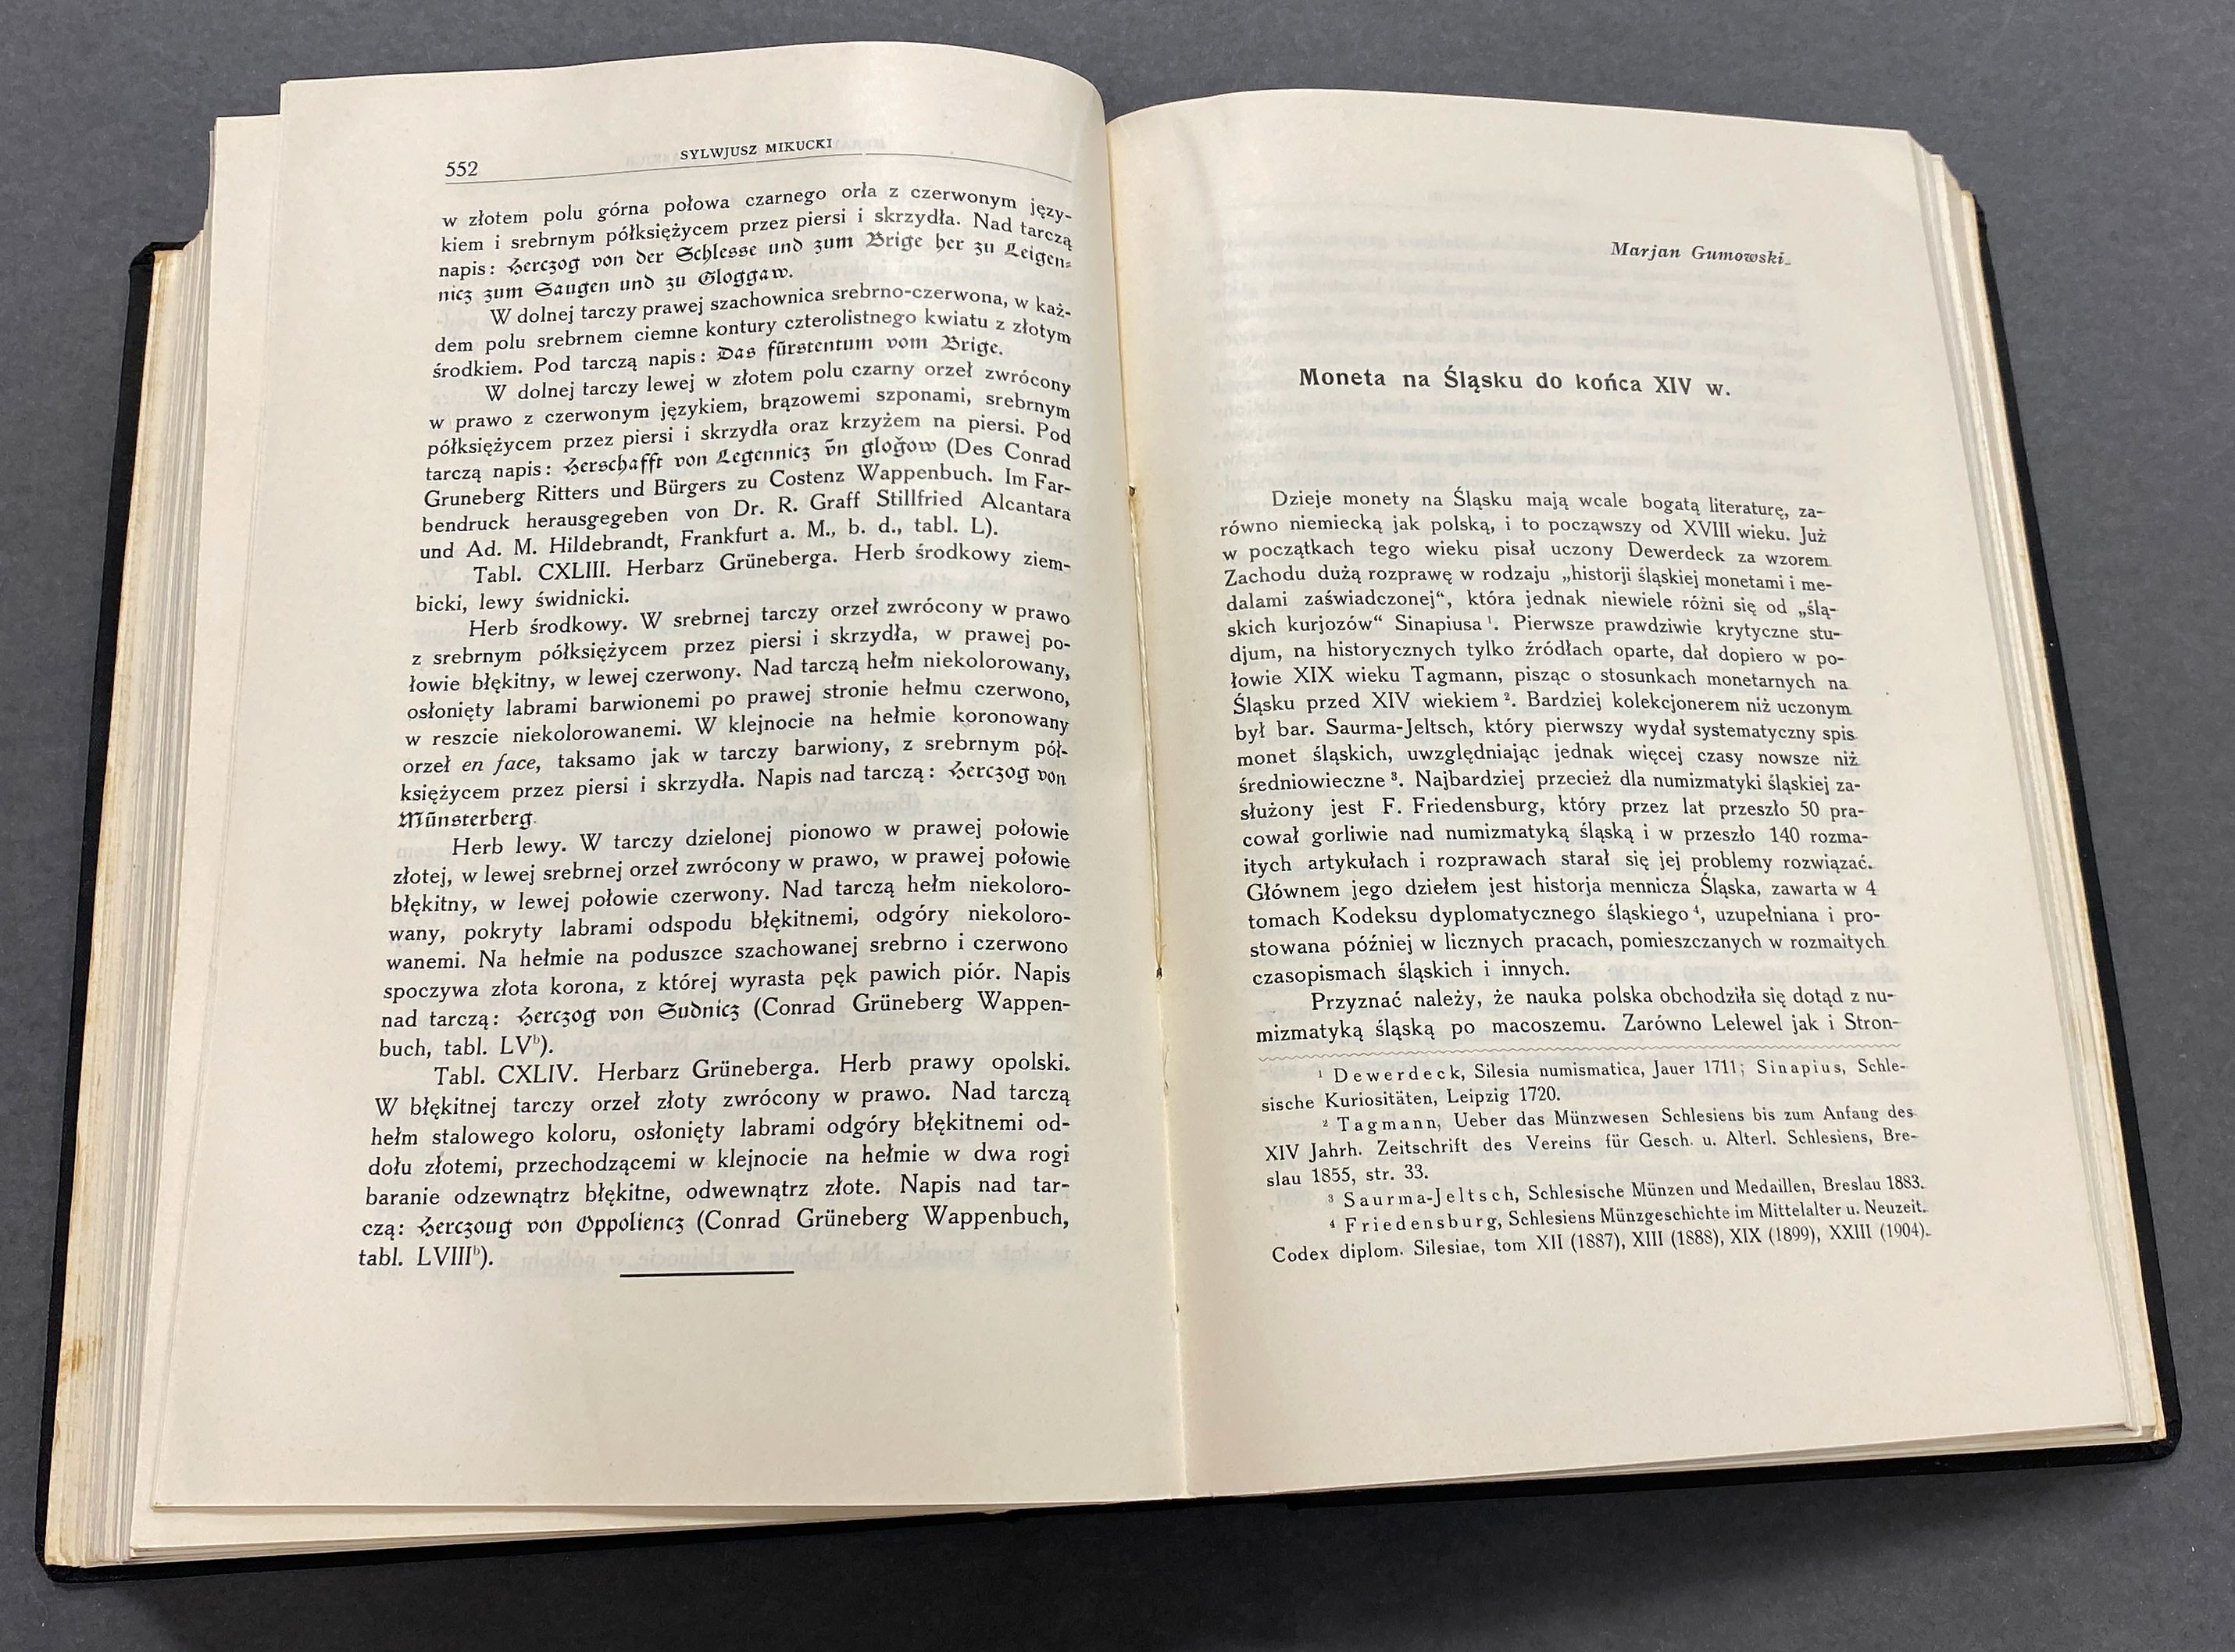 552
SYLWJUSZ MIKUCKI
w złotem polu górna połowa czarnego orła z czerwonym języ-
kiem i srebrnym półksiężycem przez piersi i skrzydła. Nad tarczą
napis: Herczog von der Schlesse und zum Brige her zu Leigen-
nicz zum Saugen und zu Gloggaw.
W dolnej tarczy prawej szachownica srebrno-czerwona, w każ-
dem polu srebrnem ciemne kontury czterolistnego kwiatu z złotym
środkiem. Pod tarczą napis: Das fürstentum vom Brige.
W dolnej tarczy lewej w złotem polu czarny orzeł zwrócony
w prawo z czerwonym językiem, brązowemi szponami, srebrnym
półksiężycem przez piersi i skrzydła oraz krzyżem na piersi. Pod
tarczą napis: Herschafft von Legennicz vn̄ glogow (Des Conrad
Gruneberg Ritters und Bürgers zu Costenz Wappenbuch. Im Far-
bendruck herausgegeben von Dr. R. Graff Stillfried Alcantara
und Ad. M. Hildebrandt, Frankfurt a. M., b. d., tabl. L).
Tabl. CXLIII. Herbarz Grüneberga. Herb środkowy ziem-
bicki, lewy świdnicki.
Herb środkowy. W srebrnej tarczy orzeł zwrócony w prawo
z srebrnym półksiężycem przez piersi i skrzydła, w prawej po-
łowie błękitny, w lewej czerwony. Nad tarczą hełm niekolorowany,
osłonięty labrami barwionemi po prawej stronie hełmu czerwono,
w reszcie niekolorowanemi. W klejnocie na hełmie koronowany
orzeł en face, taksamo jak w tarczy barwiony, z srebrnym pół-
księżycem przez piersi i skrzydła. Napis nad tarczą: Herczog von
Münsterberg.
Herb lewy. W tarczy dzielonej pionowo w prawej połowie
złotej, w lewej srebrnej orzeł zwrócony w prawo, w prawej połowie
błękitny, w lewej połowie czerwony. Nad tarczą hełm niekoloro-
wany, pokryty labrami odspodu błękitnemi, odgóry niekoloro-
wanemi. Na hełmie na poduszce szachowanej srebrno i czerwono
spoczywa złota korona, z której wyrasta pęk pawich piór. Napis
nad tarczą: Herczog von Sudnicz (Conrad Grüneberg Wappen-
buch, tabl. LVᵇ).
Tabl. CXLIV. Herbarz Grüneberga. Herb prawy opolski.
W błękitnej tarczy orzeł złoty zwrócony w prawo. Nad tarczą
hełm stalowego koloru, osłonięty labrami odgóry błękitnemi od-
dołu złotemi, przechodzącemi w klejnocie na hełmie w dwa rogi
baranie odzewnątrz błękitne, odwewnątrz złote. Napis nad tar-
czą: Herczoug von Oppoliencz (Conrad Grüneberg Wappenbuch,
tabl. LVIIIᵇ).
Marjan Gumowski.
Moneta na Śląsku do końca XIV w.
Dzieje monety na Śląsku mają wcale bogatą literaturę, za-
równo niemiecką jak polską, i to począwszy od XVIII wieku. Już
w początkach tego wieku pisał uczony Dewerdeck za wzorem
Zachodu dużą rozprawę w rodzaju „historji śląskiej monetami i me-
dalami zaświadczonej“, która jednak niewiele różni się od „ślą-
skich kurjozów“ Sinapiusa ¹. Pierwsze prawdziwie krytyczne stu-
djum, na historycznych tylko źródłach oparte, dał dopiero w po-
łowie XIX wieku Tagmann, pisząc o stosunkach monetarnych na
Śląsku przed XIV wiekiem ². Bardziej kolekcjonerem niż uczonym
był bar. Saurma-Jeltsch, który pierwszy wydał systematyczny spis
monet śląskich, uwzględniając jednak więcej czasy nowsze niż
średniowieczne ³. Najbardziej przecież dla numizmatyki śląskiej za-
służony jest F. Friedensburg, który przez lat przeszło 50 pra-
cował gorliwie nad numizmatyką śląską i w przeszło 140 rozma-
itych artykułach i rozprawach starał się jej problemy rozwiązać.
Głównem jego dziełem jest historja mennicza Śląska, zawarta w 4
tomach Kodeksu dyplomatycznego śląskiego ⁴, uzupełniana i pro-
stowana później w licznych pracach, pomieszczanych w rozmaitych
czasopismach śląskich i innych.
Przyznać należy, że nauka polska obchodziła się dotąd z nu-
mizmatyką śląską po macoszemu. Zarówno Lelewel jak i Stron-
¹ Dewerdeck, Silesia numismatica, Jauer 1711; Sinapius, Schle-
sische Kuriositäten, Leipzig 1720.
² Tagmann, Ueber das Münzwesen Schlesiens bis zum Anfang des
XIV Jahrh. Zeitschrift des Vereins für Gesch. u. Alterl. Schlesiens, Bre-
slau 1855, str. 33.
³ Saurma-Jeltsch, Schlesische Münzen und Medaillen, Breslau 1883.
⁴ Friedensburg, Schlesiens Münzgeschichte im Mittelalter u. Neuzeit.
Codex diplom. Silesiae, tom XII (1887), XIII (1888), XIX (1899), XXIII (1904).